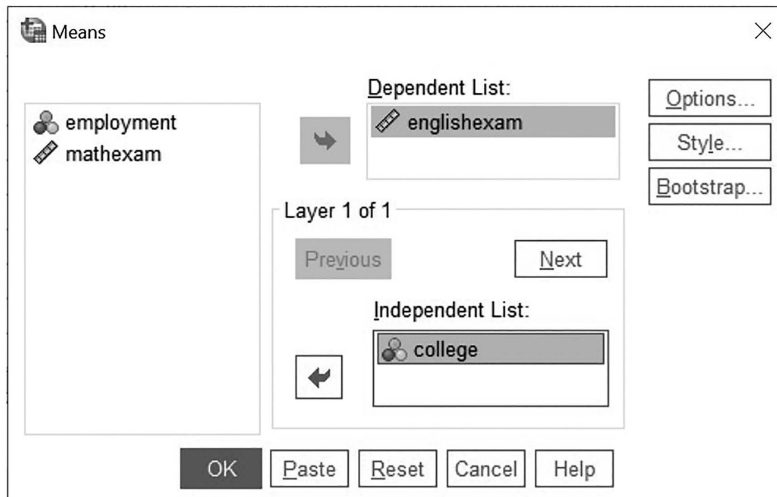 Means
employment
mathexam
Dependent List:
englishexam
Options...
Style...
Bootstrap...
Layer 1 of 1
Previous
Next
Independent List:
college
OK
Paste
Reset
Cancel
Help